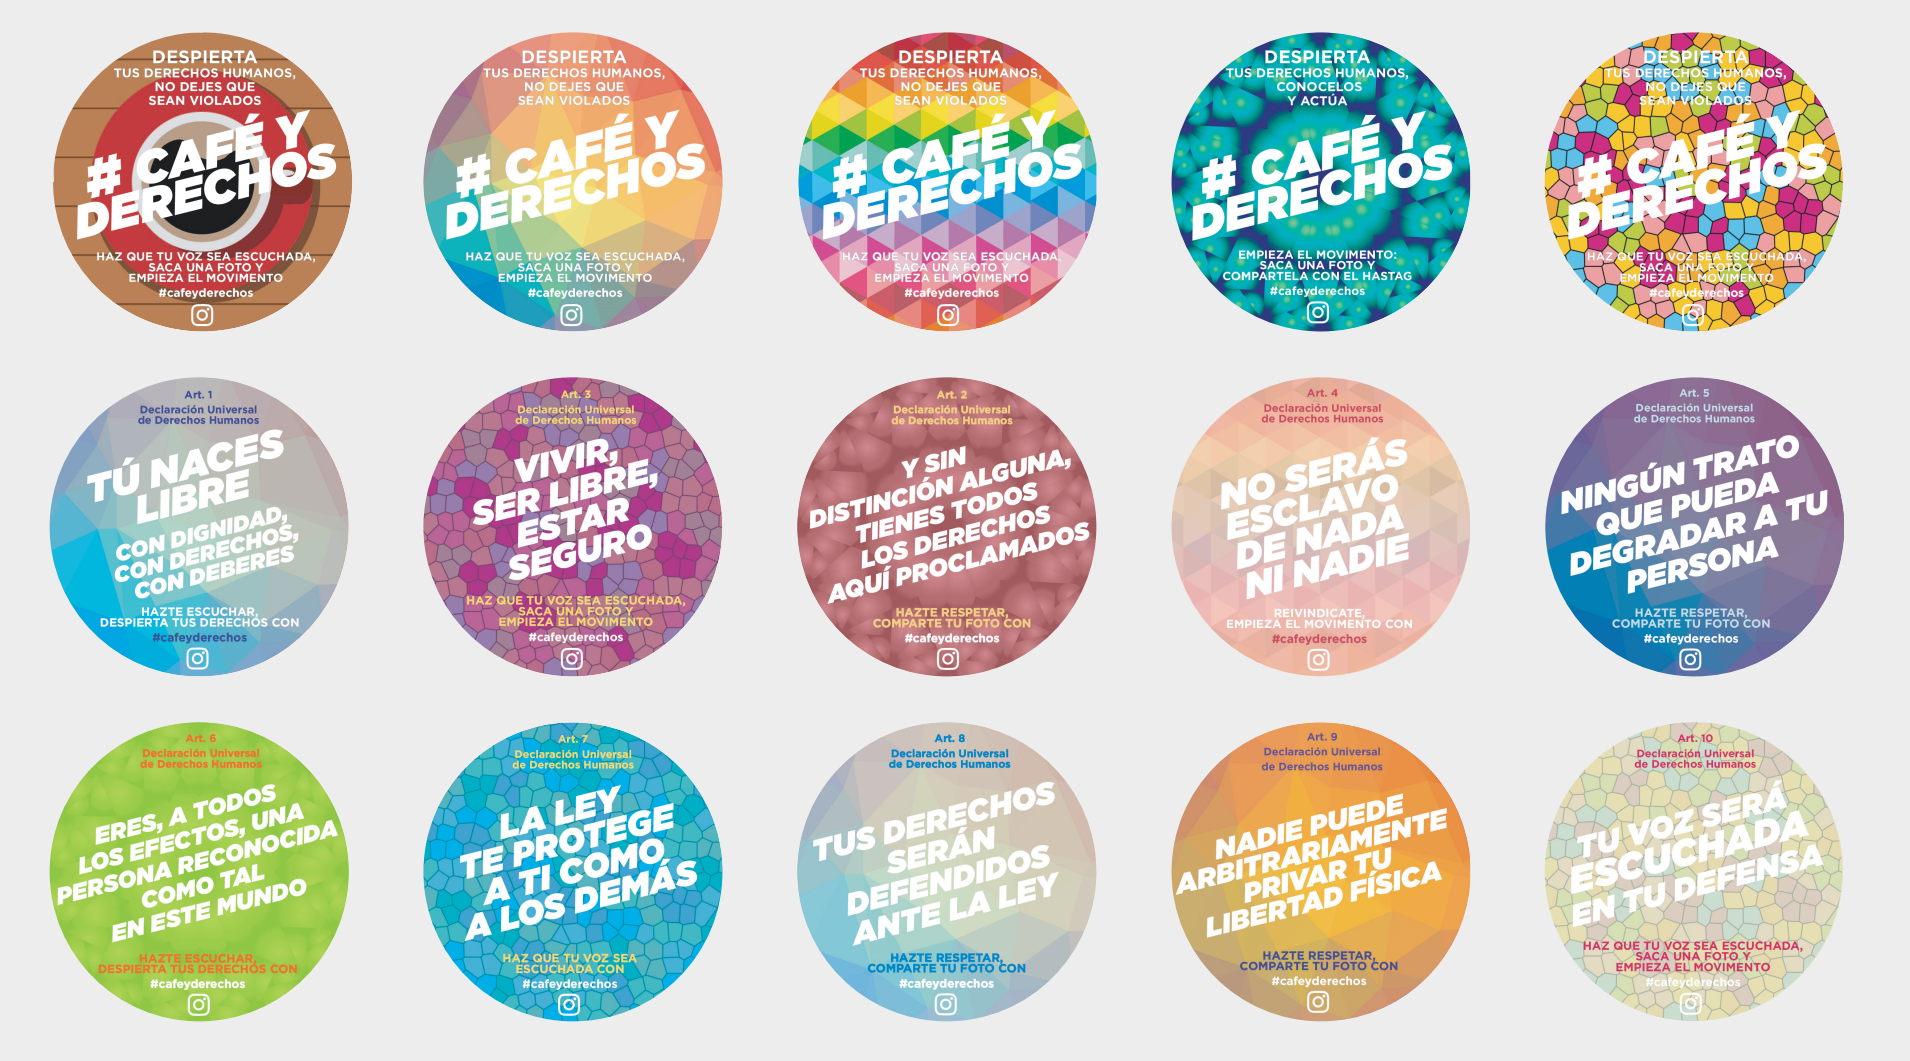 DESPIERTA
TUS DERECHOS HUMANOS,
NO DEJES QUE
SEAN VIOLADOS
# CAFÉ Y
DERECHOS
HAZ QUE TU VOZ SEA ESCUCHADA,
SACA UNA FOTO Y
EMPIEZA EL MOVIMENTO
#cafeyderechos
DESPIERTA
TUS DERECHOS HUMANOS,
NO DEJES QUE
SEAN VIOLADOS
# CAFÉ Y
DERECHOS
HAZ QUE TU VOZ SEA ESCUCHADA,
SACA UNA FOTO Y
EMPIEZA EL MOVIMENTO
#cafeyderechos
DESPIERTA
TUS DERECHOS HUMANOS,
NO DEJES QUE
SEAN VIOLADOS
# CAFÉ Y
DERECHOS
HAZ QUE TU VOZ SEA ESCUCHADA,
SACA UNA FOTO Y
EMPIEZA EL MOVIMENTO
#cafeyderechos
DESPIERTA
TUS DERECHOS HUMANOS,
CONOCELOS
Y ACTÚA
# CAFÉ Y
DERECHOS
EMPIEZA EL MOVIMENTO:
SACA UNA FOTO Y
COMPARTELA CON EL HASTAG
#cafeyderechos
DESPIERTA
TUS DERECHOS HUMANOS,
NO DEJES QUE
SEAN VIOLADOS
# CAFÉ Y
DERECHOS
HAZ QUE TU VOZ SEA ESCUCHADA,
SACA UNA FOTO Y
EMPIEZA EL MOVIMENTO
#cafeyderechos
Art. 1
Declaración Universal
de Derechos Humanos
TÚ NACES
LIBRE
CON DIGNIDAD,
CON DERECHOS,
CON DEBERES
HAZTE ESCUCHAR,
DESPIERTA TUS DERECHOS CON
#cafeyderechos
Art. 3
Declaración Universal
de Derechos Humanos
VIVIR,
SER LIBRE,
ESTAR
SEGURO
HAZ QUE TU VOZ SEA ESCUCHADA,
SACA UNA FOTO Y
EMPIEZA EL MOVIMENTO
#cafeyderechos
Art. 2
Declaración Universal
de Derechos Humanos
Y SIN
DISTINCIÓN ALGUNA,
TIENES TODOS
LOS DERECHOS
AQUÍ PROCLAMADOS
HAZTE RESPETAR,
COMPARTE TU FOTO CON
#cafeyderechos
Art. 4
Declaración Universal
de Derechos Humanos
NO SERÁS
ESCLAVO
DE NADA
NI NADIE
REIVINDICATE,
EMPIEZA EL MOVIMENTO CON
#cafeyderechos
Art. 5
Declaración Universal
de Derechos Humanos
NINGÚN TRATO
QUE PUEDA
DEGRADAR A TU
PERSONA
HAZTE RESPETAR,
COMPARTE TU FOTO CON
#cafeyderechos
Art. 6
Declaración Universal
de Derechos Humanos
ERES, A TODOS
LOS EFECTOS, UNA
PERSONA RECONOCIDA
COMO TAL
EN ESTE MUNDO
HAZTE ESCUCHAR,
DESPIERTA TUS DERECHOS CON
#cafeyderechos
Art. 7
Declaración Universal
de Derechos Humanos
LA LEY
TE PROTEGE
A TI COMO
A LOS DEMÁS
HAZ QUE TU VOZ SEA
ESCUCHADA CON
#cafeyderechos
Art. 8
Declaración Universal
de Derechos Humanos
TUS DERECHOS
SERÁN
DEFENDIDOS
ANTE LA LEY
HAZTE RESPETAR,
COMPARTE TU FOTO CON
#cafeyderechos
Art. 9
Declaración Universal
de Derechos Humanos
NADIE PUEDE
ARBITRARIAMENTE
PRIVAR TU
LIBERTAD FÍSICA
HAZTE RESPETAR,
COMPARTE TU FOTO CON
#cafeyderechos
Art. 10
Declaración Universal
de Derechos Humanos
TU VOZ SERÁ
ESCUCHADA
EN TU DEFENSA
HAZ QUE TU VOZ SEA ESCUCHADA,
SACA UNA FOTO Y
EMPIEZA EL MOVIMENTO
#cafeyderechos